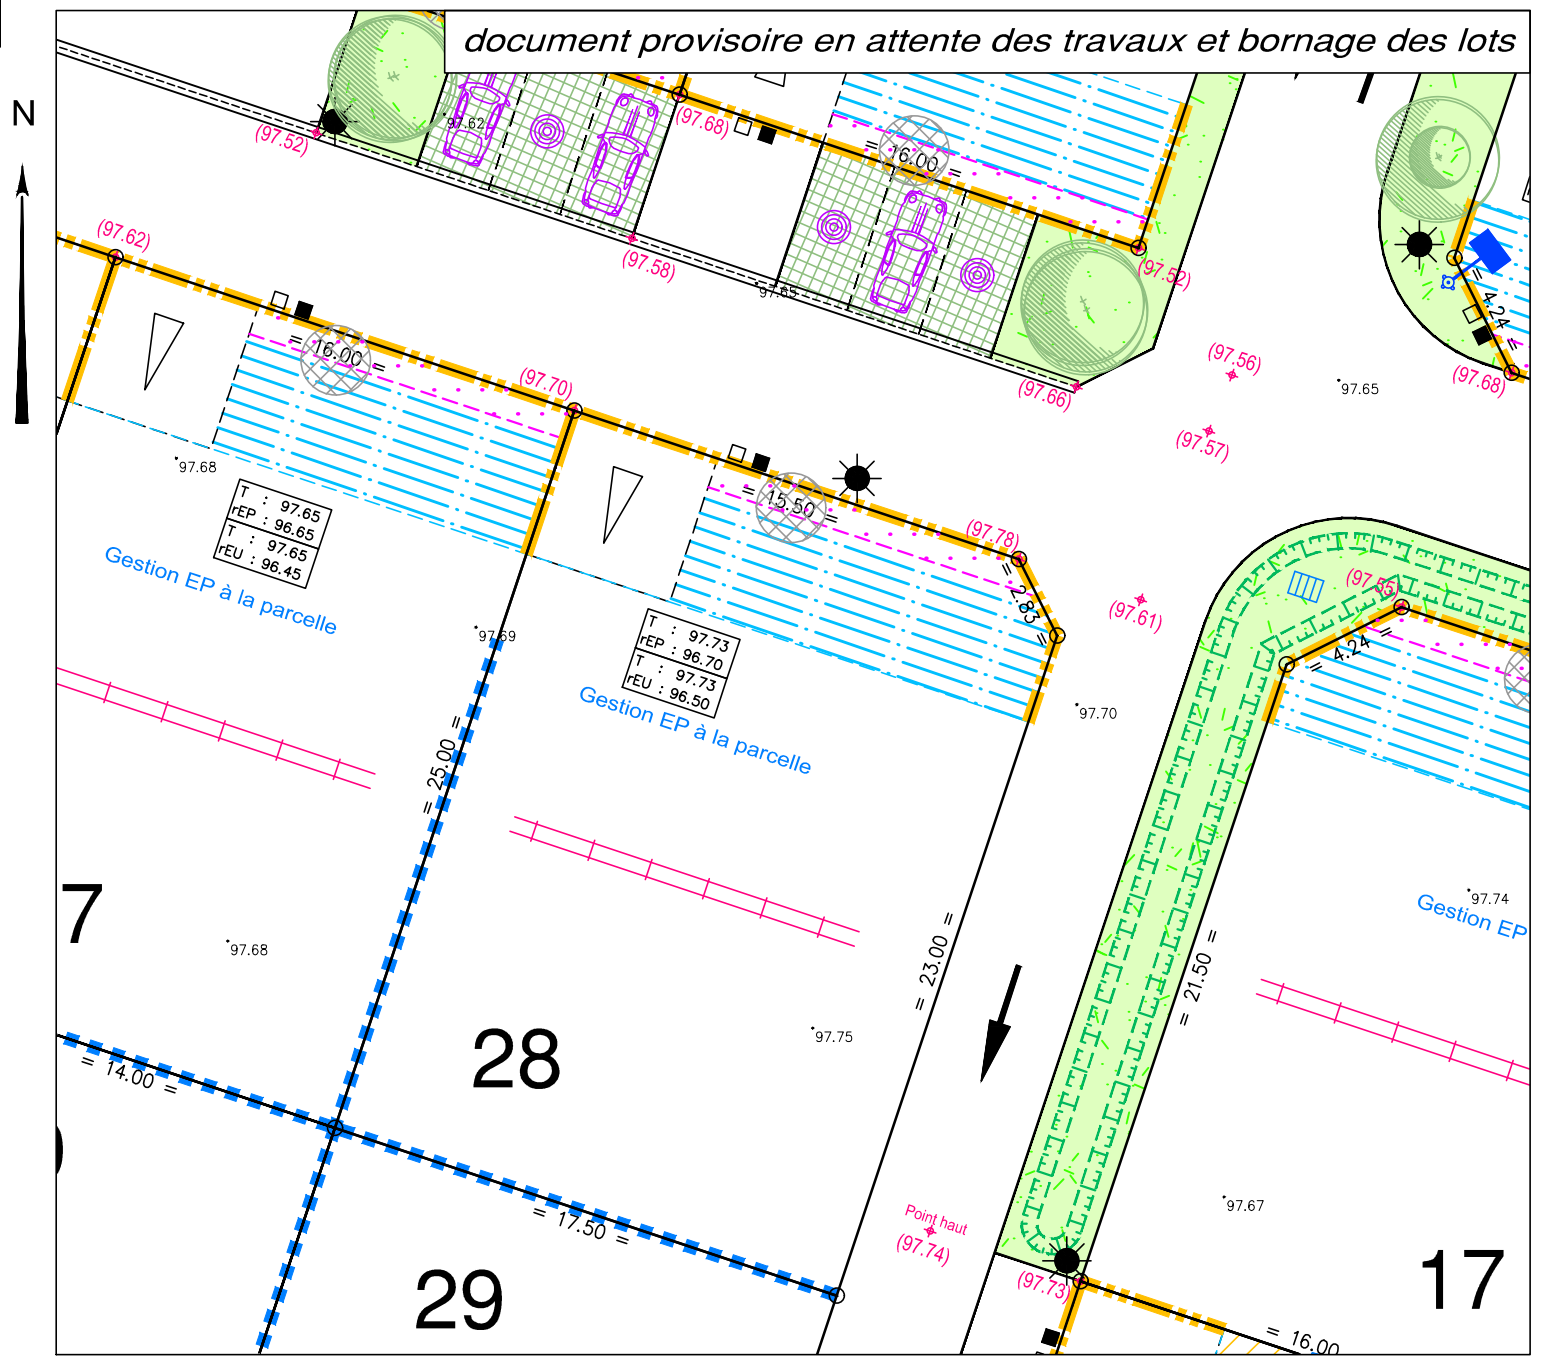 document provisoire en attente des travaux et bornage des lots
N
(97.52)
97.62
(97.68)
= 16.00 =
(97.62)
(97.58)
97.65
(97.52)
= 4.24 =
= 16.00 =
(97.70)
(97.66)
(97.56)
97.65
(97.68)
(97.57)
97.68
T : 97.65
rEP : 96.65
T : 97.65
rEU : 96.45
Gestion EP à la parcelle
= 15.50 =
(97.78)
= 2.83 =
(97.61)
(97.55)
= 4.24 =
97.69
T : 97.73
rEP : 96.70
T : 97.73
rEU : 96.50
Gestion EP à la parcelle
97.70
= 25.00 =
7
97.68
= 23.00 =
= 21.50 =
97.74
Gestion EP
28
97.75
= 14.00 =
= 17.50 =
Point haut
(97.74)
97.67
(97.73)
29
17
= 16.00